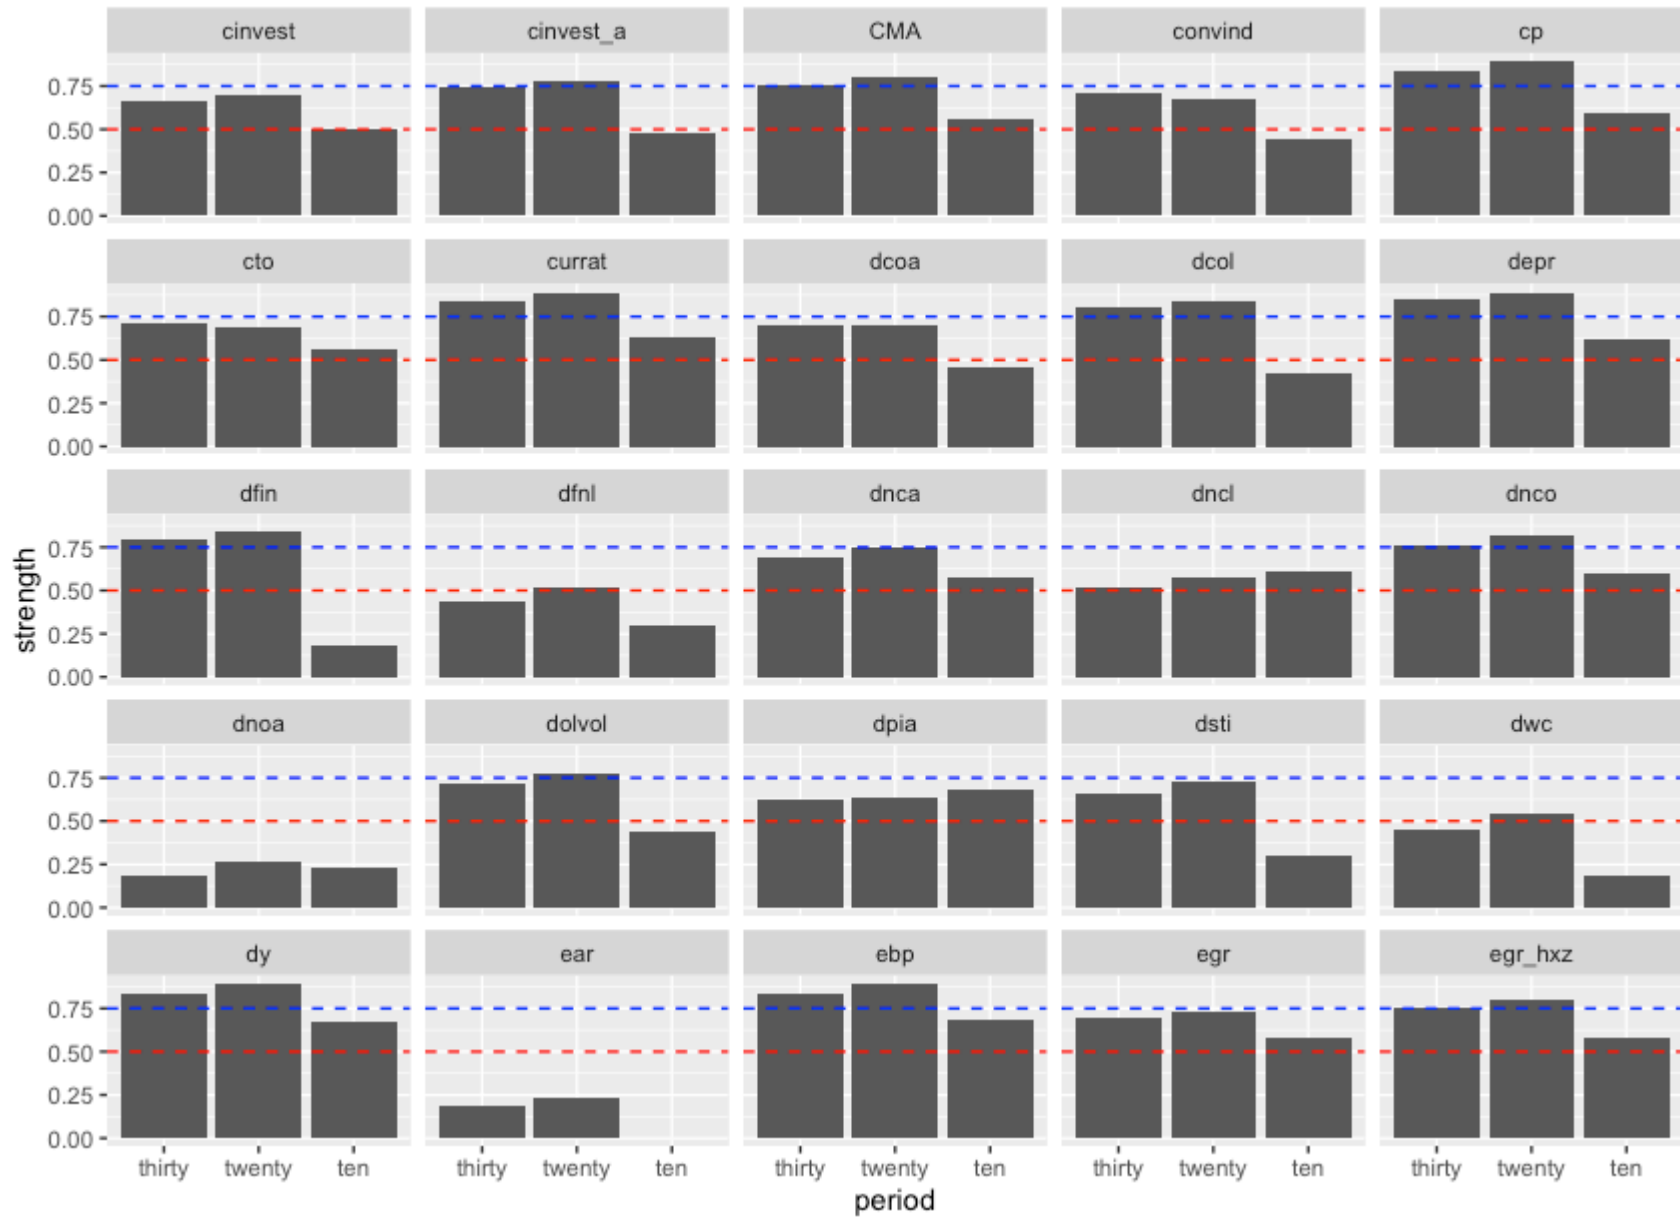 cinvest cinvest_a CMA convind cp
0.75
0.50
0.25
0.00
cto currat dcoa dcol depr
0.75
0.50
0.25
0.00
dfin dfnl dnca dncl dnco
0.75
0.50
0.25
0.00
dnoa dolvol dpia dsti dwc
0.75
0.50
0.25
0.00
dy ear ebp egr egr_hxz
0.75
0.50
0.25
0.00
strength
thirty twenty ten thirty twenty ten thirty twenty ten thirty twenty ten thirty twenty ten
period